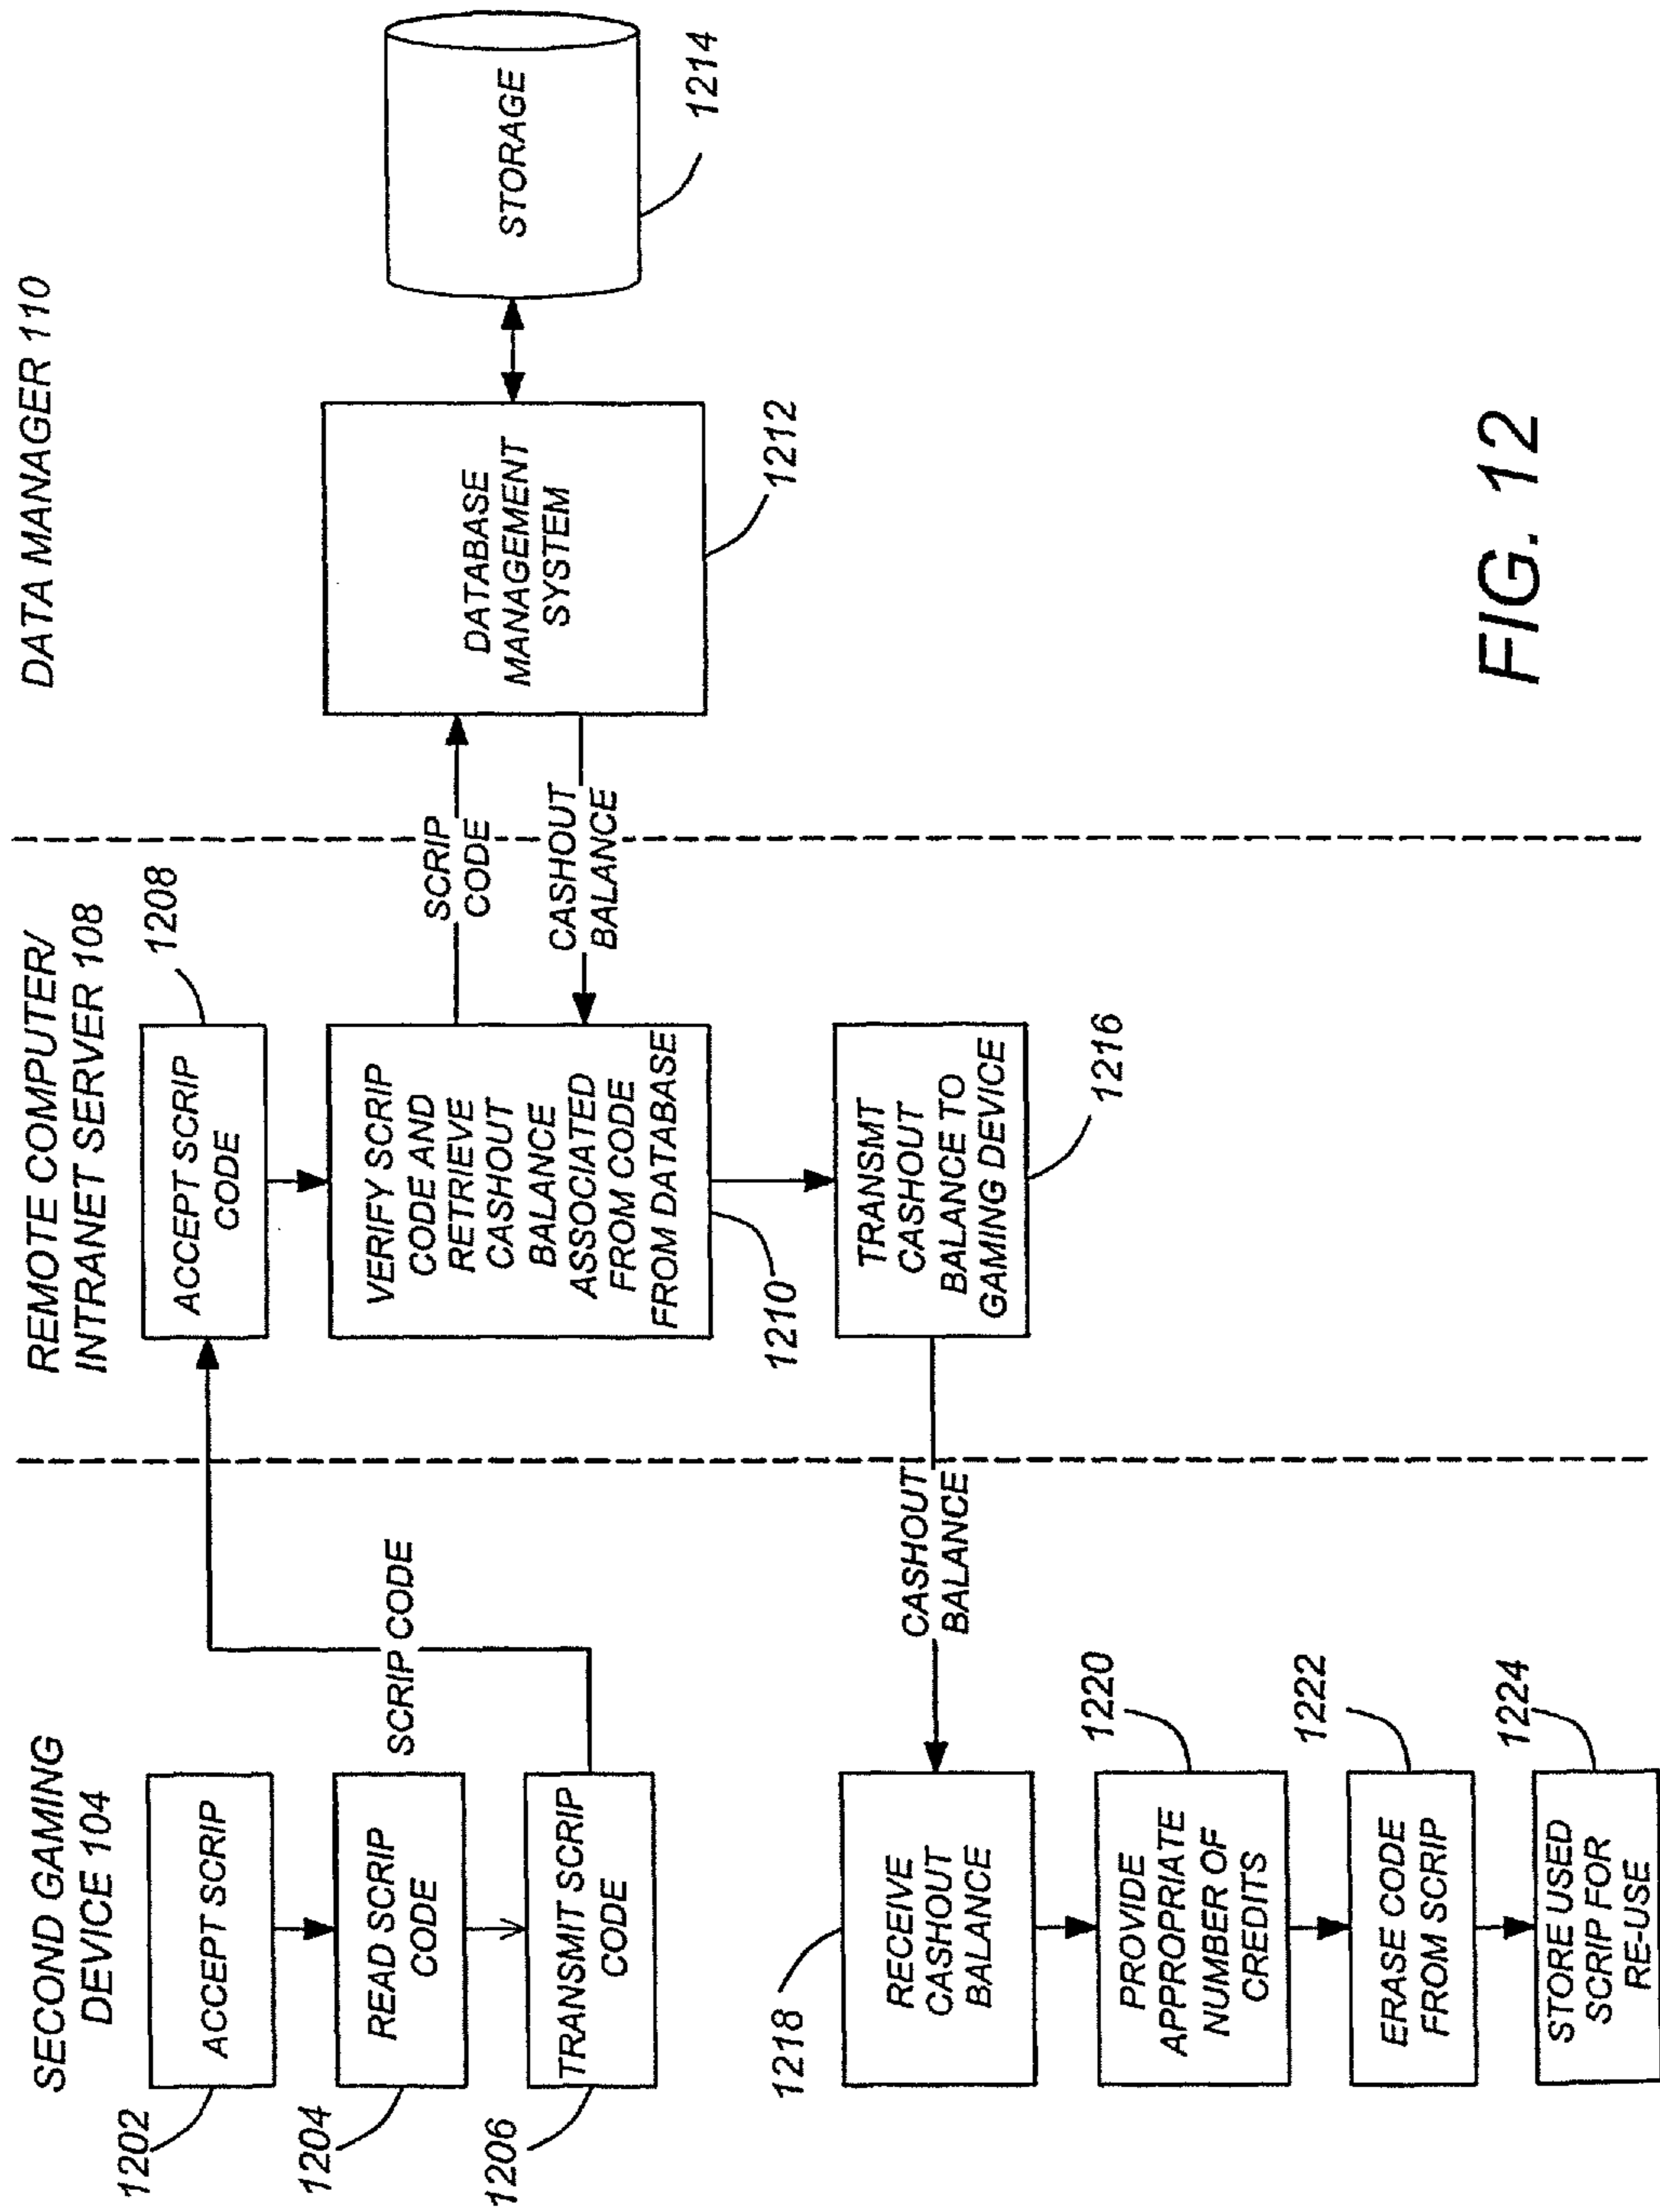 SECOND GAMING
DEVICE 104
1202
ACCEPT SCRIP
1204
READ SCRIP
CODE
1206
TRANSMIT SCRIP
CODE
SCRIP CODE
1218
RECEIVE
CASHOUT
BALANCE
CASHOUT
BALANCE
PROVIDE
APPROPRIATE
NUMBER OF
CREDITS
1220
ERASE CODE
FROM SCRIP
1222
STORE USED
SCRIP FOR
RE-USE
1224
REMOTE COMPUTER/
INTRANET SERVER 108
ACCEPT SCRIP
CODE
1208
VERIFY SCRIP
CODE AND
RETRIEVE
CASHOUT
BALANCE
ASSOCIATED
FROM CODE
FROM DATABASE
1210
TRANSMT
CASHOUT
BALANCE TO
GAMING DEVICE
1216
SCRIP
CODE
CASHOUT
BALANCE
DATA MANAGER 110
DATABASE
MANAGEMENT
SYSTEM
1212
STORAGE
1214
FIG. 12